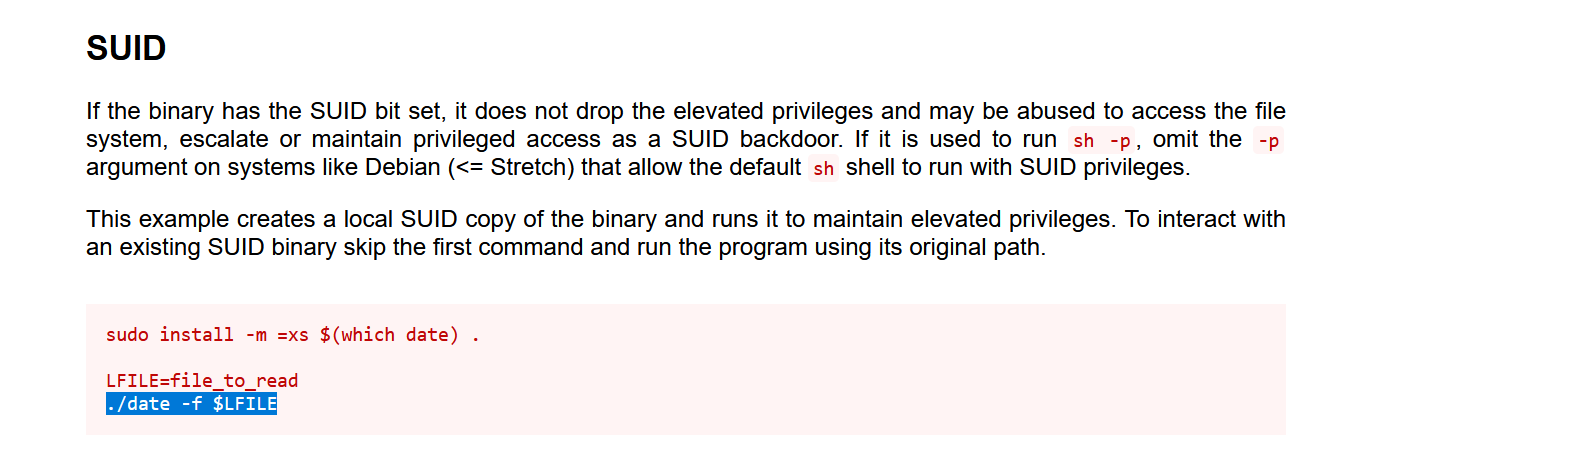 SUID
If the binary has the SUID bit set, it does not drop the elevated privileges and may be abused to access the file
system, escalate or maintain privileged access as a SUID backdoor. If it is used to run sh -p, omit the -p
argument on systems like Debian (<= Stretch) that allow the default sh shell to run with SUID privileges.
This example creates a local SUID copy of the binary and runs it to maintain elevated privileges. To interact with
an existing SUID binary skip the first command and run the program using its original path.
sudo install -m =xs $(which date) .
LFILE=file_to_read
./date -f $LFILE